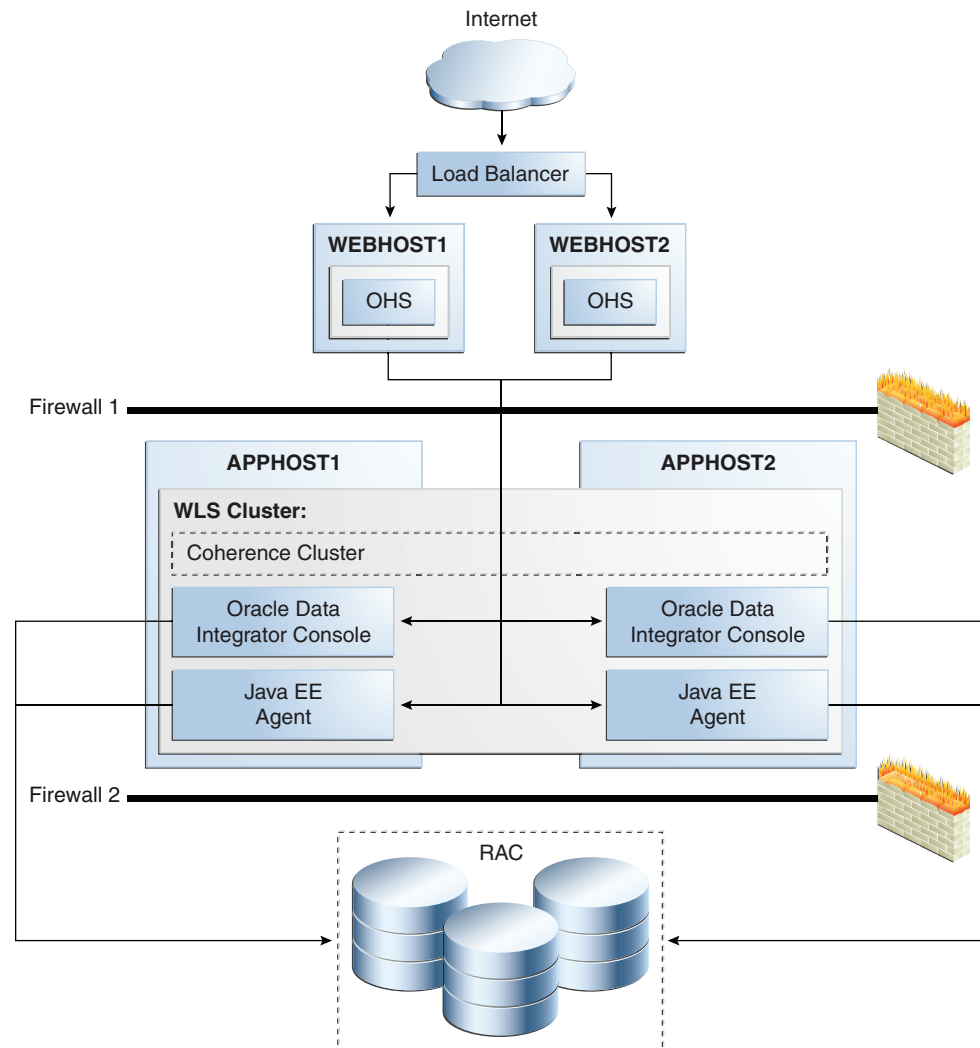 Internet
Load Balancer
WEBHOST1
WEBHOST2
OHS
OHS
Firewall 1
APPHOST1
APPHOST2
WLS Cluster:
Coherence Cluster
Oracle Data
Integrator Console
Oracle Data
Integrator Console
Java EE
Agent
Java EE
Agent
Firewall 2
RAC